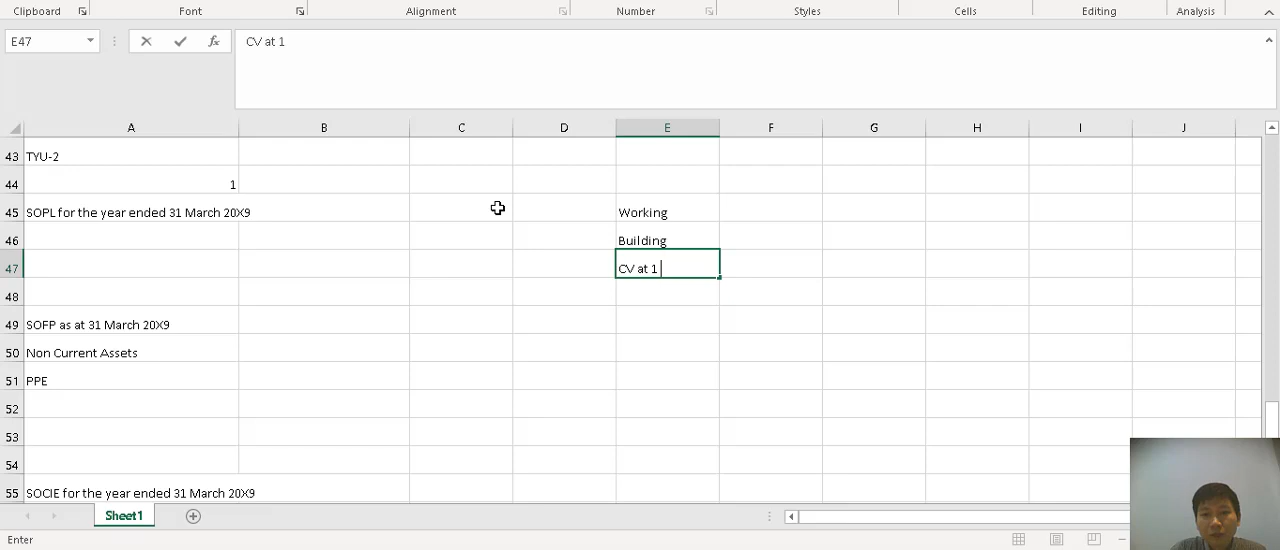 Clipboard Font Alignment Number Styles Cells Editing Analysis
E47 fx CV at 1
A B C D E F G H I J
43 TYU-2
44 1
45 SOPL for the year ended 31 March 20X9 Working
46 Building
47 CV at 1
48
49 SOFP as at 31 March 20X9
50 Non Current Assets
51 PPE
52
53
54
55 SOCIE for the year ended 31 March 20X9
Sheet1
Enter